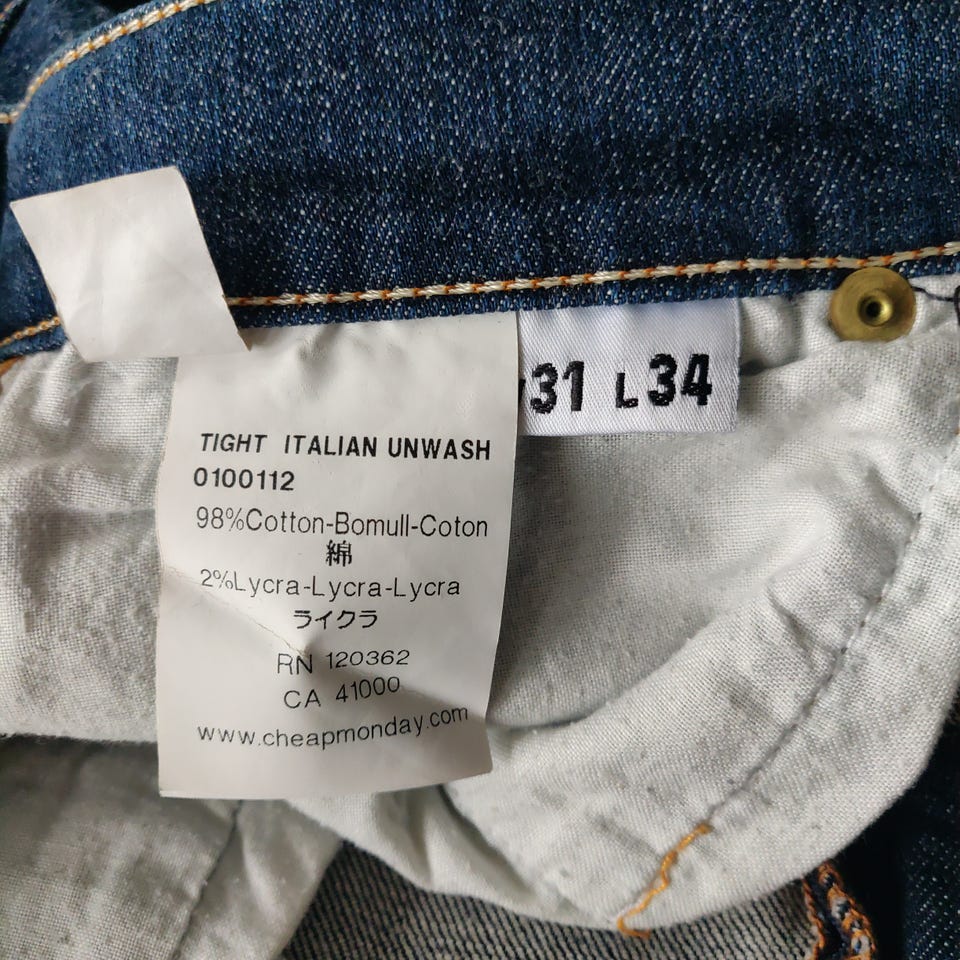 31 L34
TIGHT ITALIAN UNWASH
0100112
98%Cotton-Bomull-Coton
綿
2%Lycra-Lycra-Lycra
ライクラ
RN 120362
CA 41000
www.cheapmonday.com